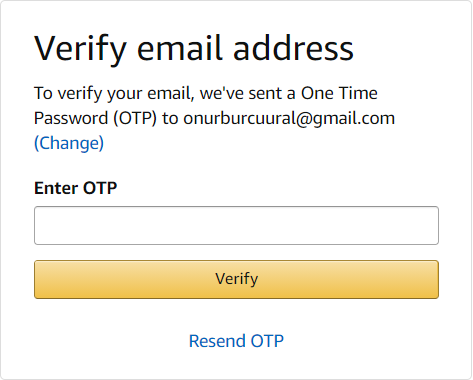 Verify email address
To verify your email, we've sent a One Time
Password (OTP) to onurburcuural@gmail.com
(Change)
Enter OTP
Verify
Resend OTP